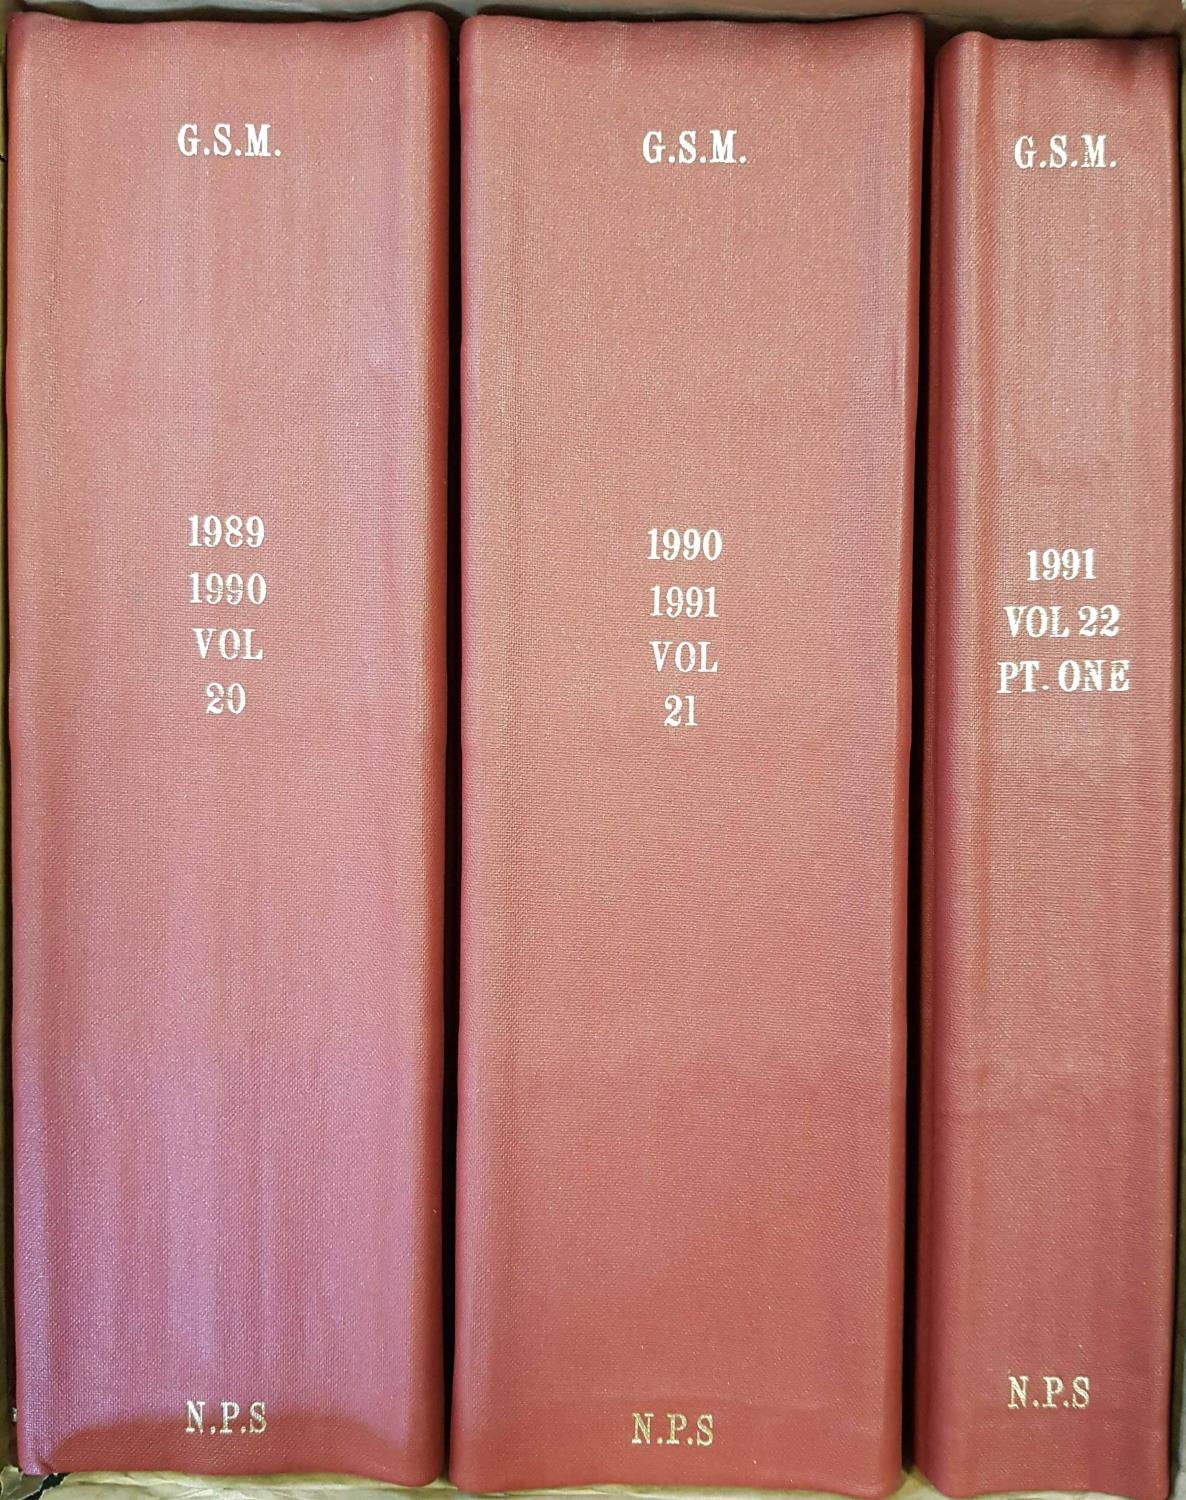 G.S.M.
1989
1990
VOL
20
N.P.S
G.S.M.
1990
1991
VOL
21
N.P.S
G.S.M.
1991
VOL 22
PT. ONE
N.P.S